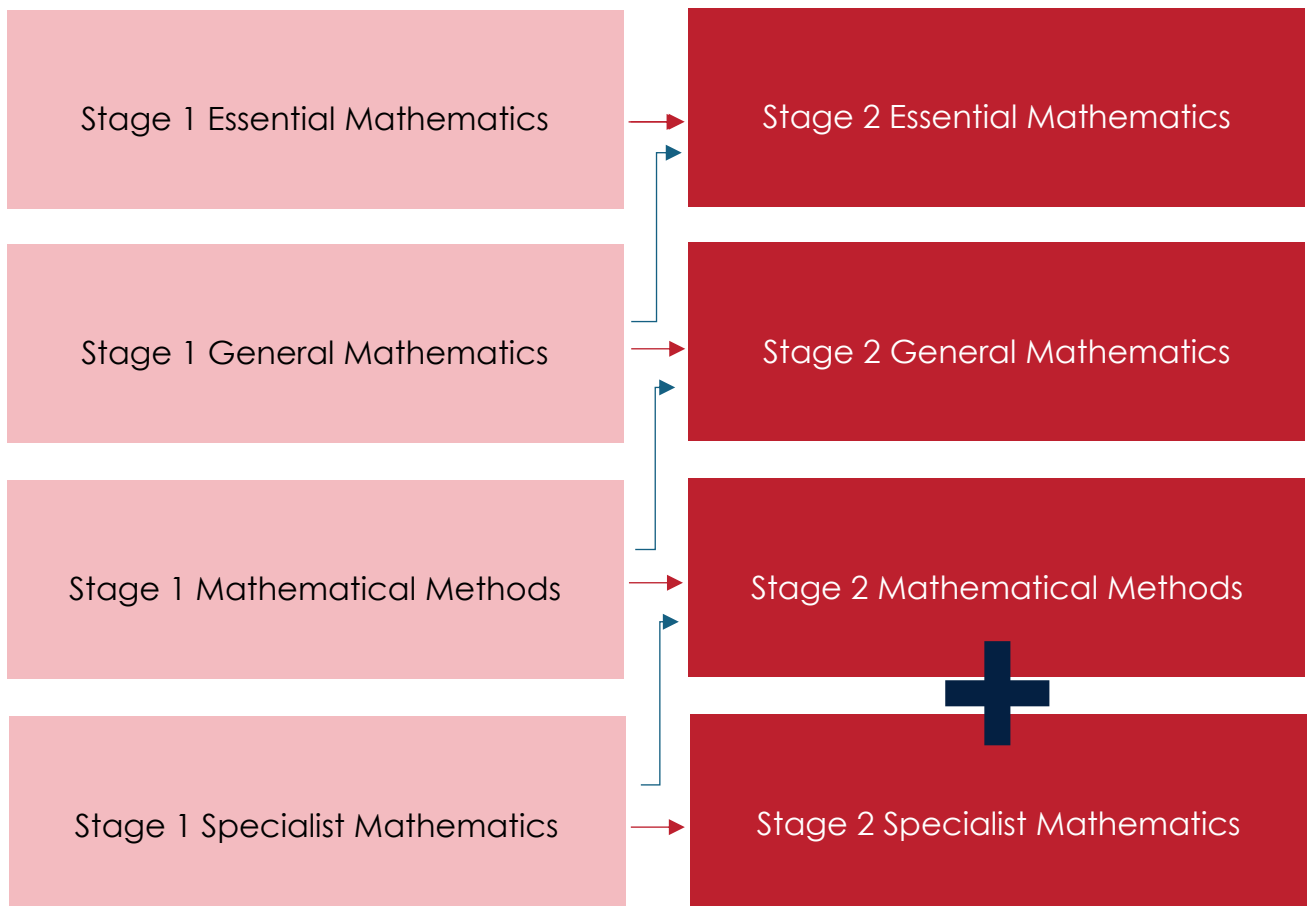 Stage 1 Essential Mathematics
Stage 2 Essential Mathematics
Stage 1 General Mathematics
Stage 2 General Mathematics
Stage 1 Mathematical Methods
Stage 2 Mathematical Methods
Stage 1 Specialist Mathematics
Stage 2 Specialist Mathematics